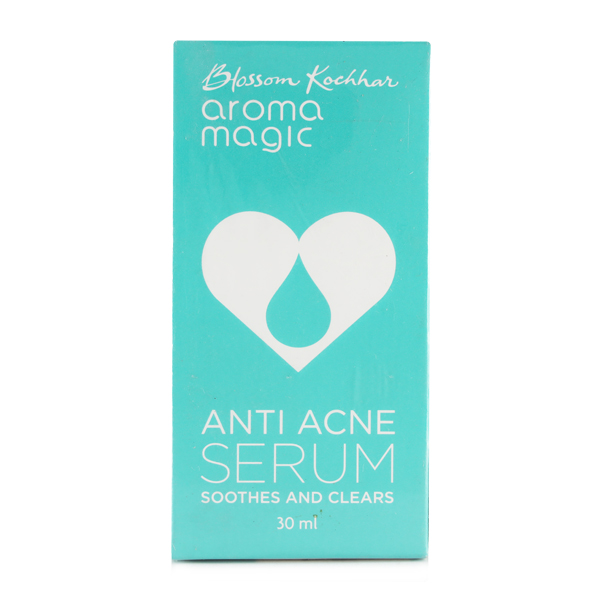 Blossom Kochhar
aroma
magic
ANTI ACNE
SERUM
SOOTHES AND CLEARS
30 ml